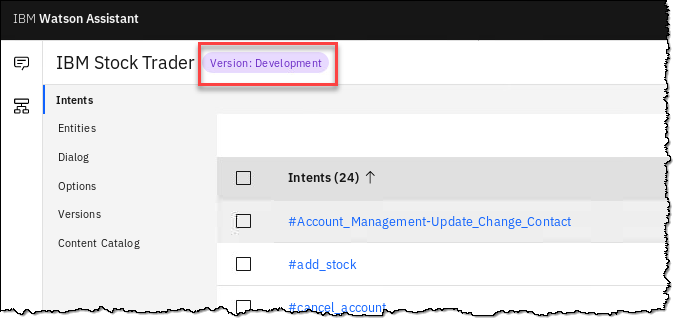 IBM Watson Assistant
IBM Stock Trader Version: Development
Intents
Entities
Dialog
Options
Versions
Content Catalog
Intents (24)
#Account_Management-Update_Change_Contact
#add_stock
#cancel_account